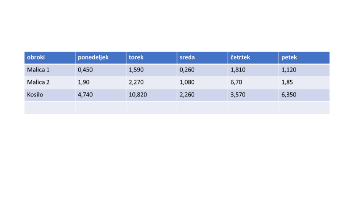 obroki ponedeljek torek sreda četrtek petek
Malica 1 0,450 1,590 0,260 1,810 1,120
Malica 2 1,90 2,270 1,080 6,70 1,85
Kosilo 4,740 10,820 2,260 3,570 6,350